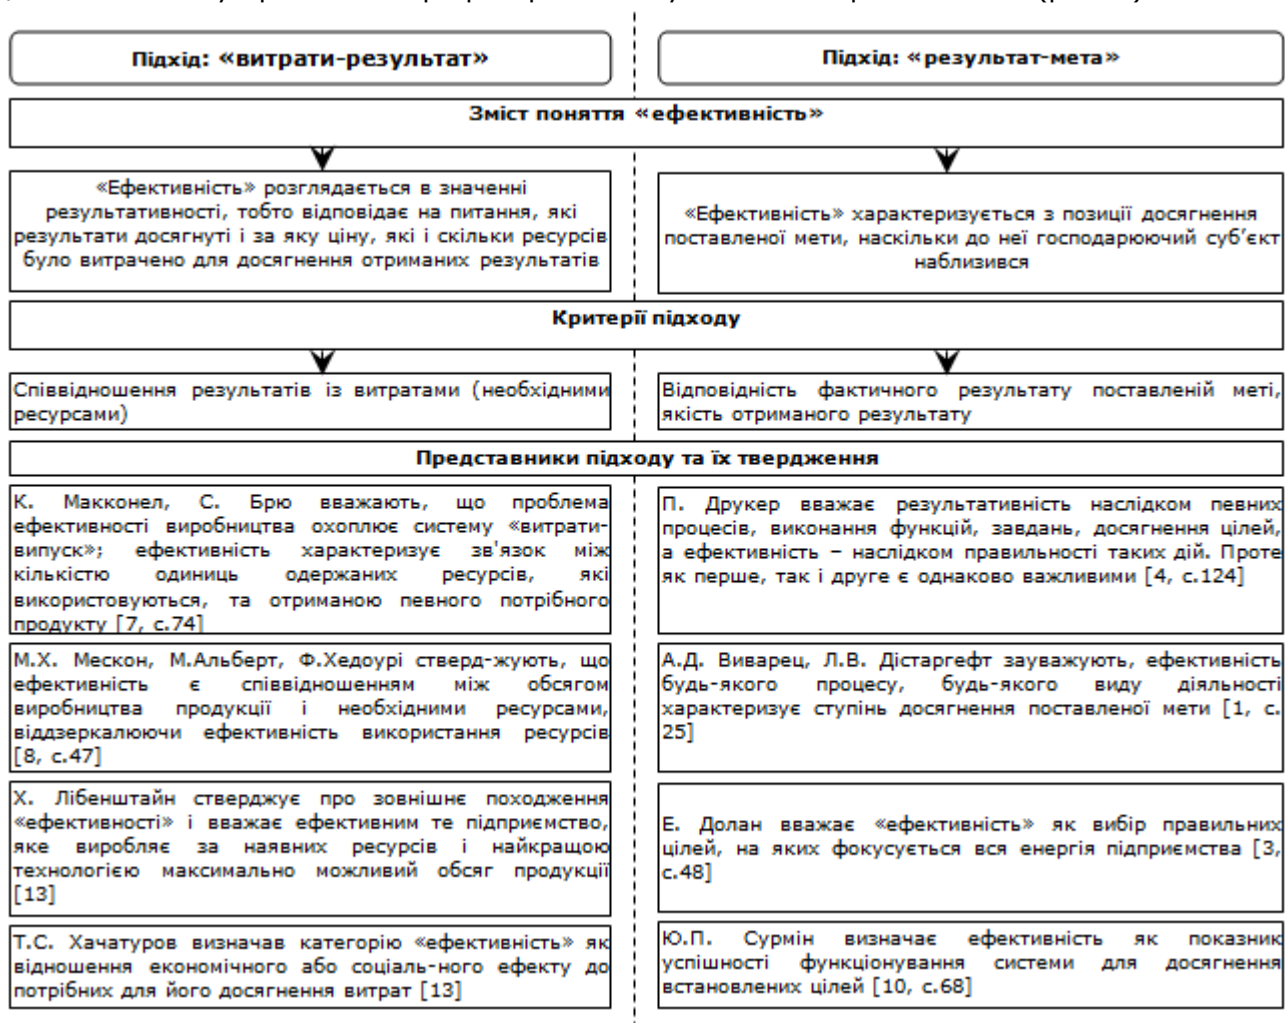 Підхід: «витрати-результат»
Підхід: «результат-мета»
Зміст поняття «ефективність»
«Ефективність» розглядається в значенні
результативності, тобто відповідає на питання, які
результати досягнуті і за яку ціну, які і скільки ресурсів
було витрачено для досягнення отриманих результатів
«Ефективність» характеризується з позиції досягнення
поставленої мети, наскільки до неї господарюючий суб’єкт
наблизився
Критерії підходу
Співвідношення результатів із витратами (необхідними
ресурсами)
Відповідність фактичного результату поставленій меті,
якість отриманого результату
Представники підходу та їх твердження
К. Макконел, С. Брю вважають, що проблема
ефективності виробництва охоплює систему «витрати-
випуск»; ефективність характеризує зв'язок між
кількістю одиниць одержаних ресурсів, які
використовуються, та отриманою певного потрібного
продукту [7, с.74]
П. Друкер вважає результативність наслідком певних
процесів, виконання функцій, завдань, досягнення цілей,
а ефективність – наслідком правильності таких дій. Проте
як перше, так і друге є однаково важливими [4, с.124]
М.Х. Мескон, М.Альберт, Ф.Хедоурі стверд-жують, що
ефективність є співвідношенням між обсягом
виробництва продукції і необхідними ресурсами,
віддзеркалюючи ефективність використання ресурсів
[8, с.47]
А.Д. Виварец, Л.В. Дістаргефт зауважують, ефективність
будь-якого процесу, будь-якого виду діяльності
характеризує ступінь досягнення поставленої мети [1, с.
25]
Х. Лібенштайн стверджує про зовнішнє походження
«ефективності» і вважає ефективним те підприємство,
яке виробляє за наявних ресурсів і найкращою
технологією максимально можливий обсяг продукції
[13]
Е. Долан вважає «ефективність» як вибір правильних
цілей, на яких фокусується вся енергія підприємства [3,
с.48]
Т.С. Хачатуров визначав категорію «ефективність» як
відношення економічного або соціаль-ного ефекту до
потрібних для його досягнення витрат [13]
Ю.П. Сурмін визначає ефективність як показник
успішності функціонування системи для досягнення
встановлених цілей [10, с.68]